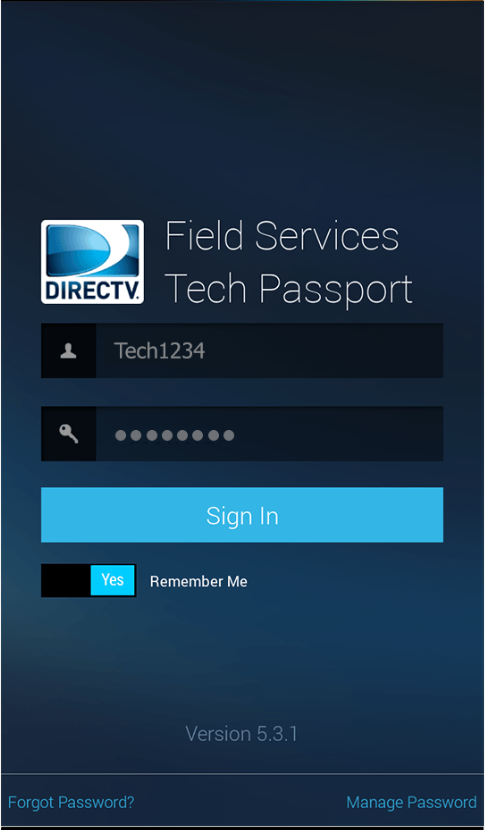 Field Services
Tech Passport
DIRECTV
Tech1234
●●●●●●●●
Sign In
Yes
Remember Me
Version 5.3.1
Forgot Password?
Manage Password